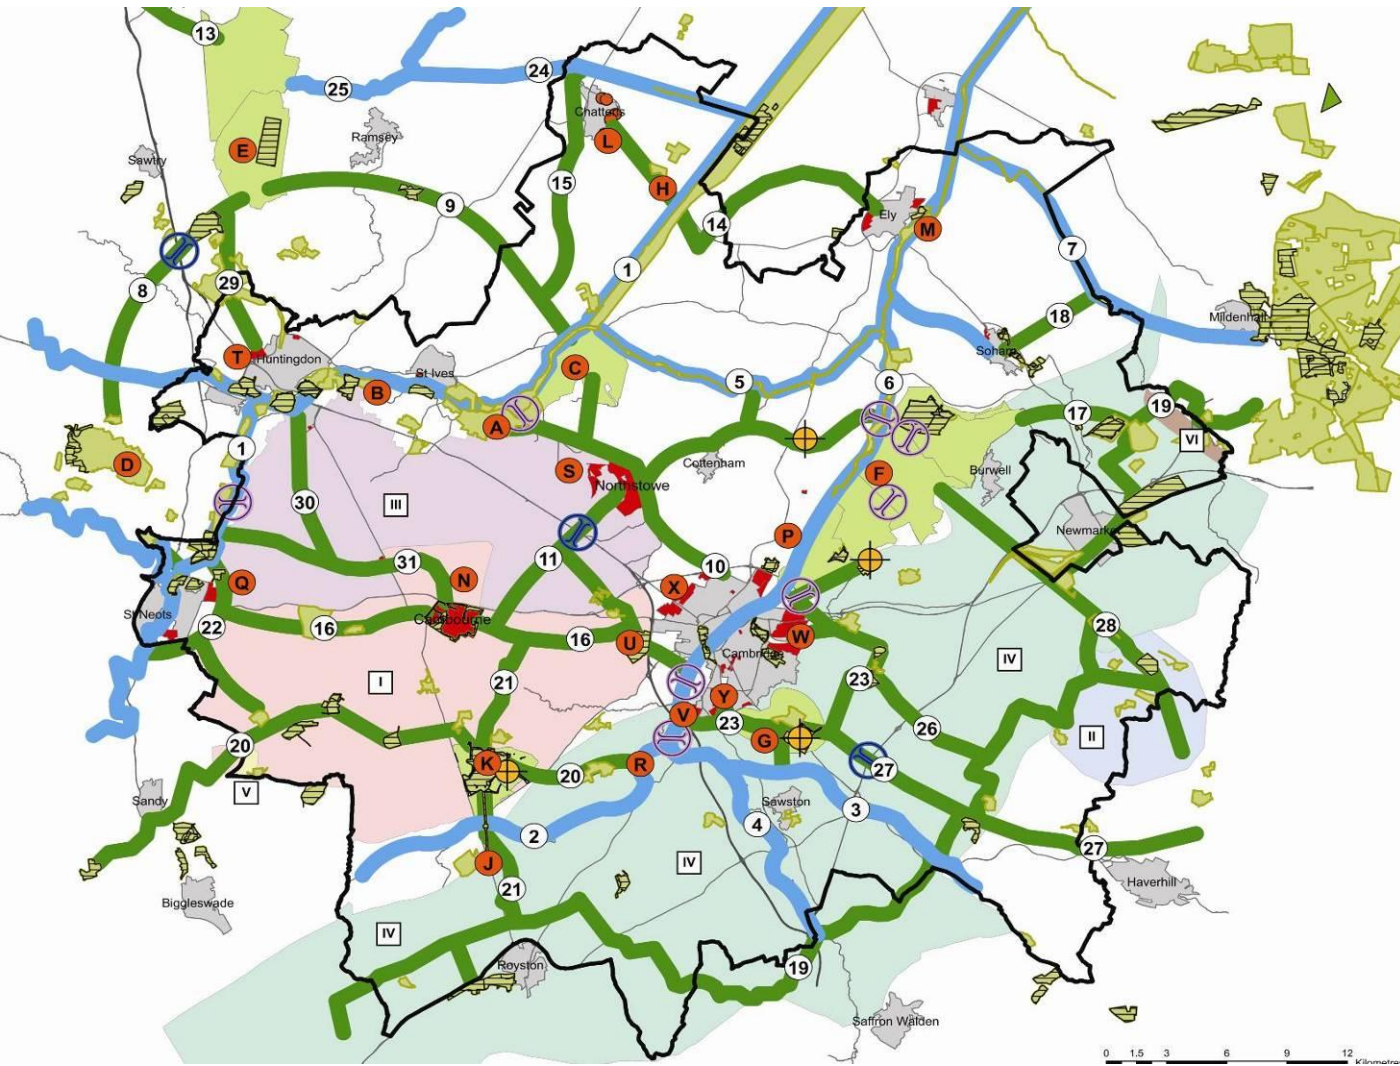 13
24
25
Chatteris
Ramsey
L
E
Sawtry
15
H
9
14
Ely
M
1
7
8
29
18
Mildenhall
Soham
T
Huntingdon
St Ives
C
5
6
B
A
17
19
VI
1
D
S
Cottenham
F
Burwell
Northstowe
30
III
P
Newmarket
11
31
10
Q
N
X
St Neots
22
16
Cambourne
16
U
W
28
Cambridge
IV
I
21
23
Y
V
23
26
G
II
20
K
20
R
27
V
Sandy
Sawston
3
2
4
27
J
IV
21
Haverhill
Biggleswade
IV
Royston
19
Saffron Walden
0 1.5 3 6 9 12
Kilometres